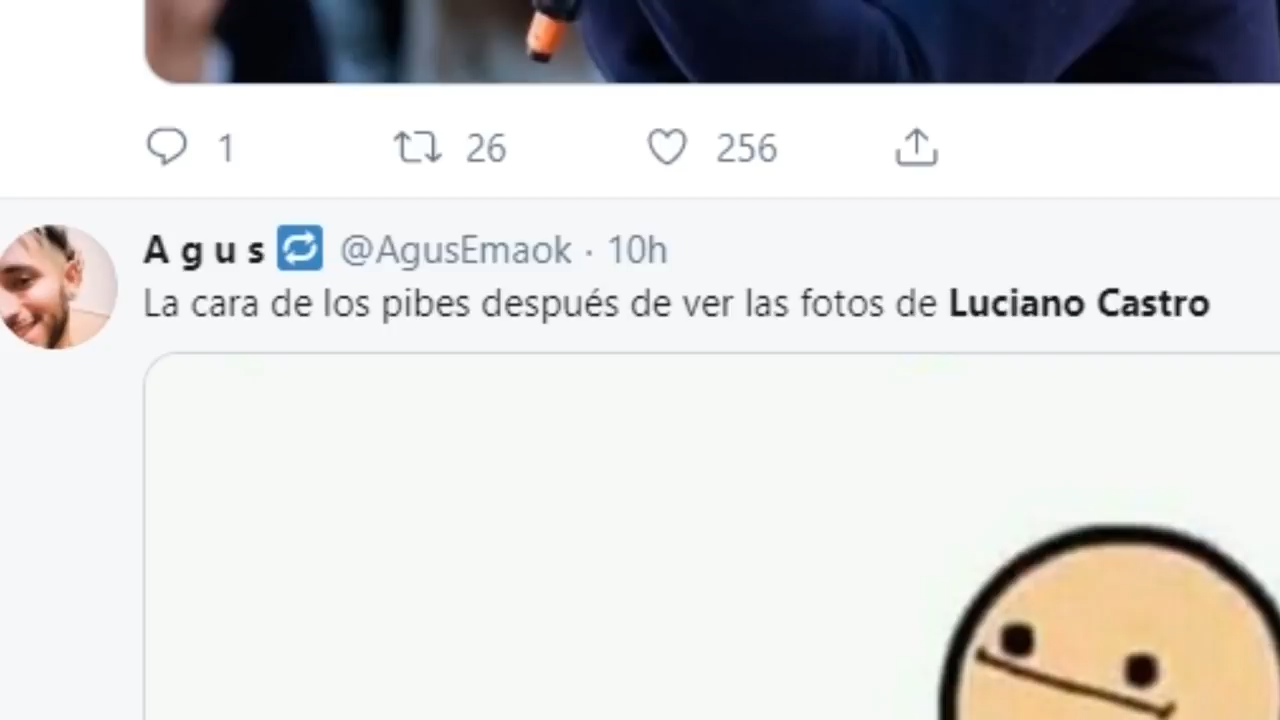 1 26 256
A g u s 🔁 @AgusEmaok · 10h
La cara de los pibes después de ver las fotos de Luciano Castro